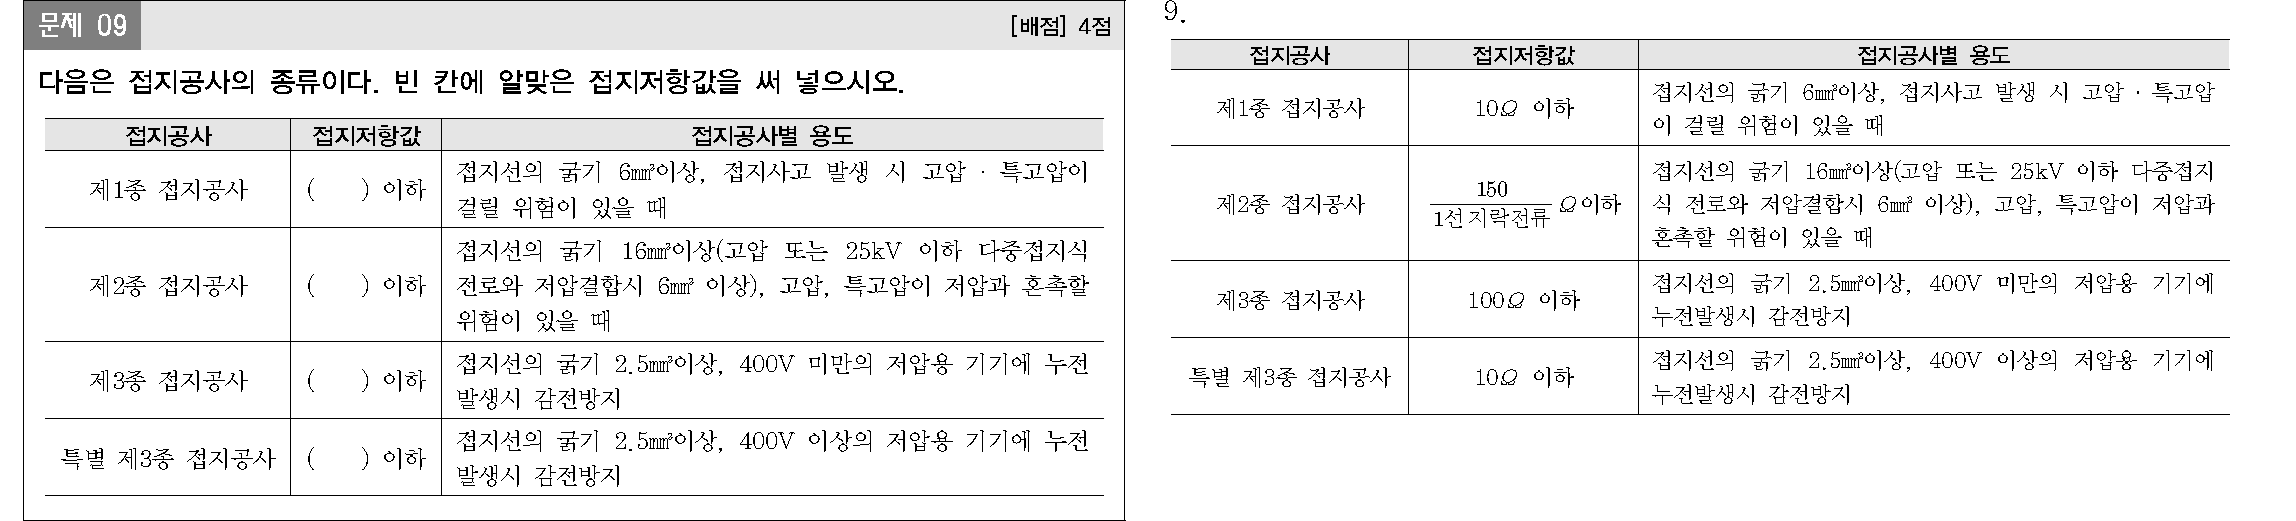 문제 09
[배점] 4점
다음은 접지공사의 종류이다. 빈 칸에 알맞은 접지저항값을 써 넣으시오.
접지공사 접지저항값 접지공사별 용도
제1종 접지공사 ( ) 이하 접지선의 굵기 6㎟이상, 접지사고 발생 시 고압 · 특고압이
걸릴 위험이 있을 때
제2종 접지공사 ( ) 이하 접지선의 굵기 16㎟이상(고압 또는 25kV 이하 다중접지식
전로와 저압결합시 6㎟ 이상), 고압, 특고압이 저압과 혼촉할
위험이 있을 때
제3종 접지공사 ( ) 이하 접지선의 굵기 2.5㎟이상, 400V 미만의 저압용 기기에 누전
발생시 감전방지
특별 제3종 접지공사 ( ) 이하 접지선의 굵기 2.5㎟이상, 400V 이상의 저압용 기기에 누전
발생시 감전방지
9.
접지공사 접지저항값 접지공사별 용도
제1종 접지공사 10Ω 이하 접지선의 굵기 6㎟이상, 접지사고 발생 시 고압 · 특고압
이 걸릴 위험이 있을 때
제2종 접지공사 150/1선지락전류 Ω이하 접지선의 굵기 16㎟이상(고압 또는 25kV 이하 다중접지
식 전로와 저압결합시 6㎟ 이상), 고압, 특고압이 저압과
혼촉할 위험이 있을 때
제3종 접지공사 100Ω 이하 접지선의 굵기 2.5㎟이상, 400V 미만의 저압용 기기에
누전발생시 감전방지
특별 제3종 접지공사 10Ω 이하 접지선의 굵기 2.5㎟이상, 400V 이상의 저압용 기기에
누전발생시 감전방지